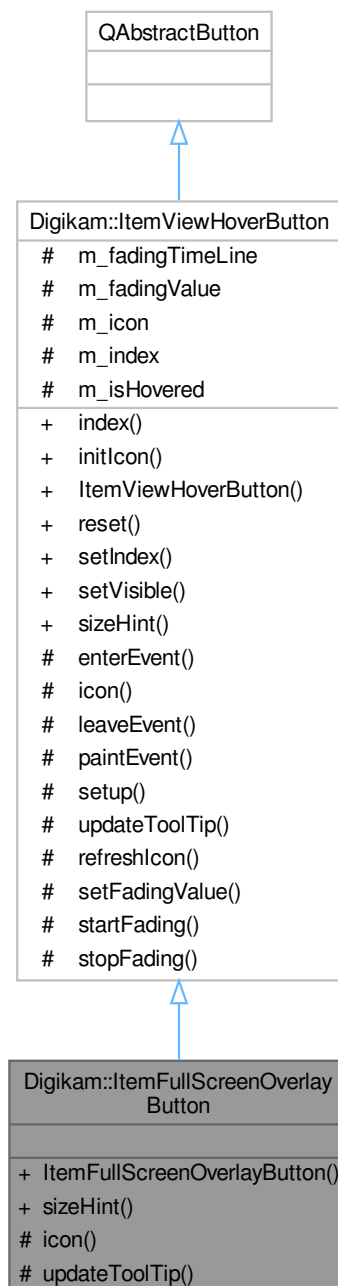 QAbstractButton
Digikam::ItemViewHoverButton
# m_fadingTimeLine
# m_fadingValue
# m_icon
# m_index
# m_isHovered
+ index()
+ initIcon()
+ ItemViewHoverButton()
+ reset()
+ setIndex()
+ setVisible()
+ sizeHint()
# enterEvent()
# icon()
# leaveEvent()
# paintEvent()
# setup()
# updateToolTip()
# refreshIcon()
# setFadingValue()
# startFading()
# stopFading()
Digikam::ItemFullScreenOverlay
Button
+ ItemFullScreenOverlayButton()
+ sizeHint()
# icon()
# updateToolTip()